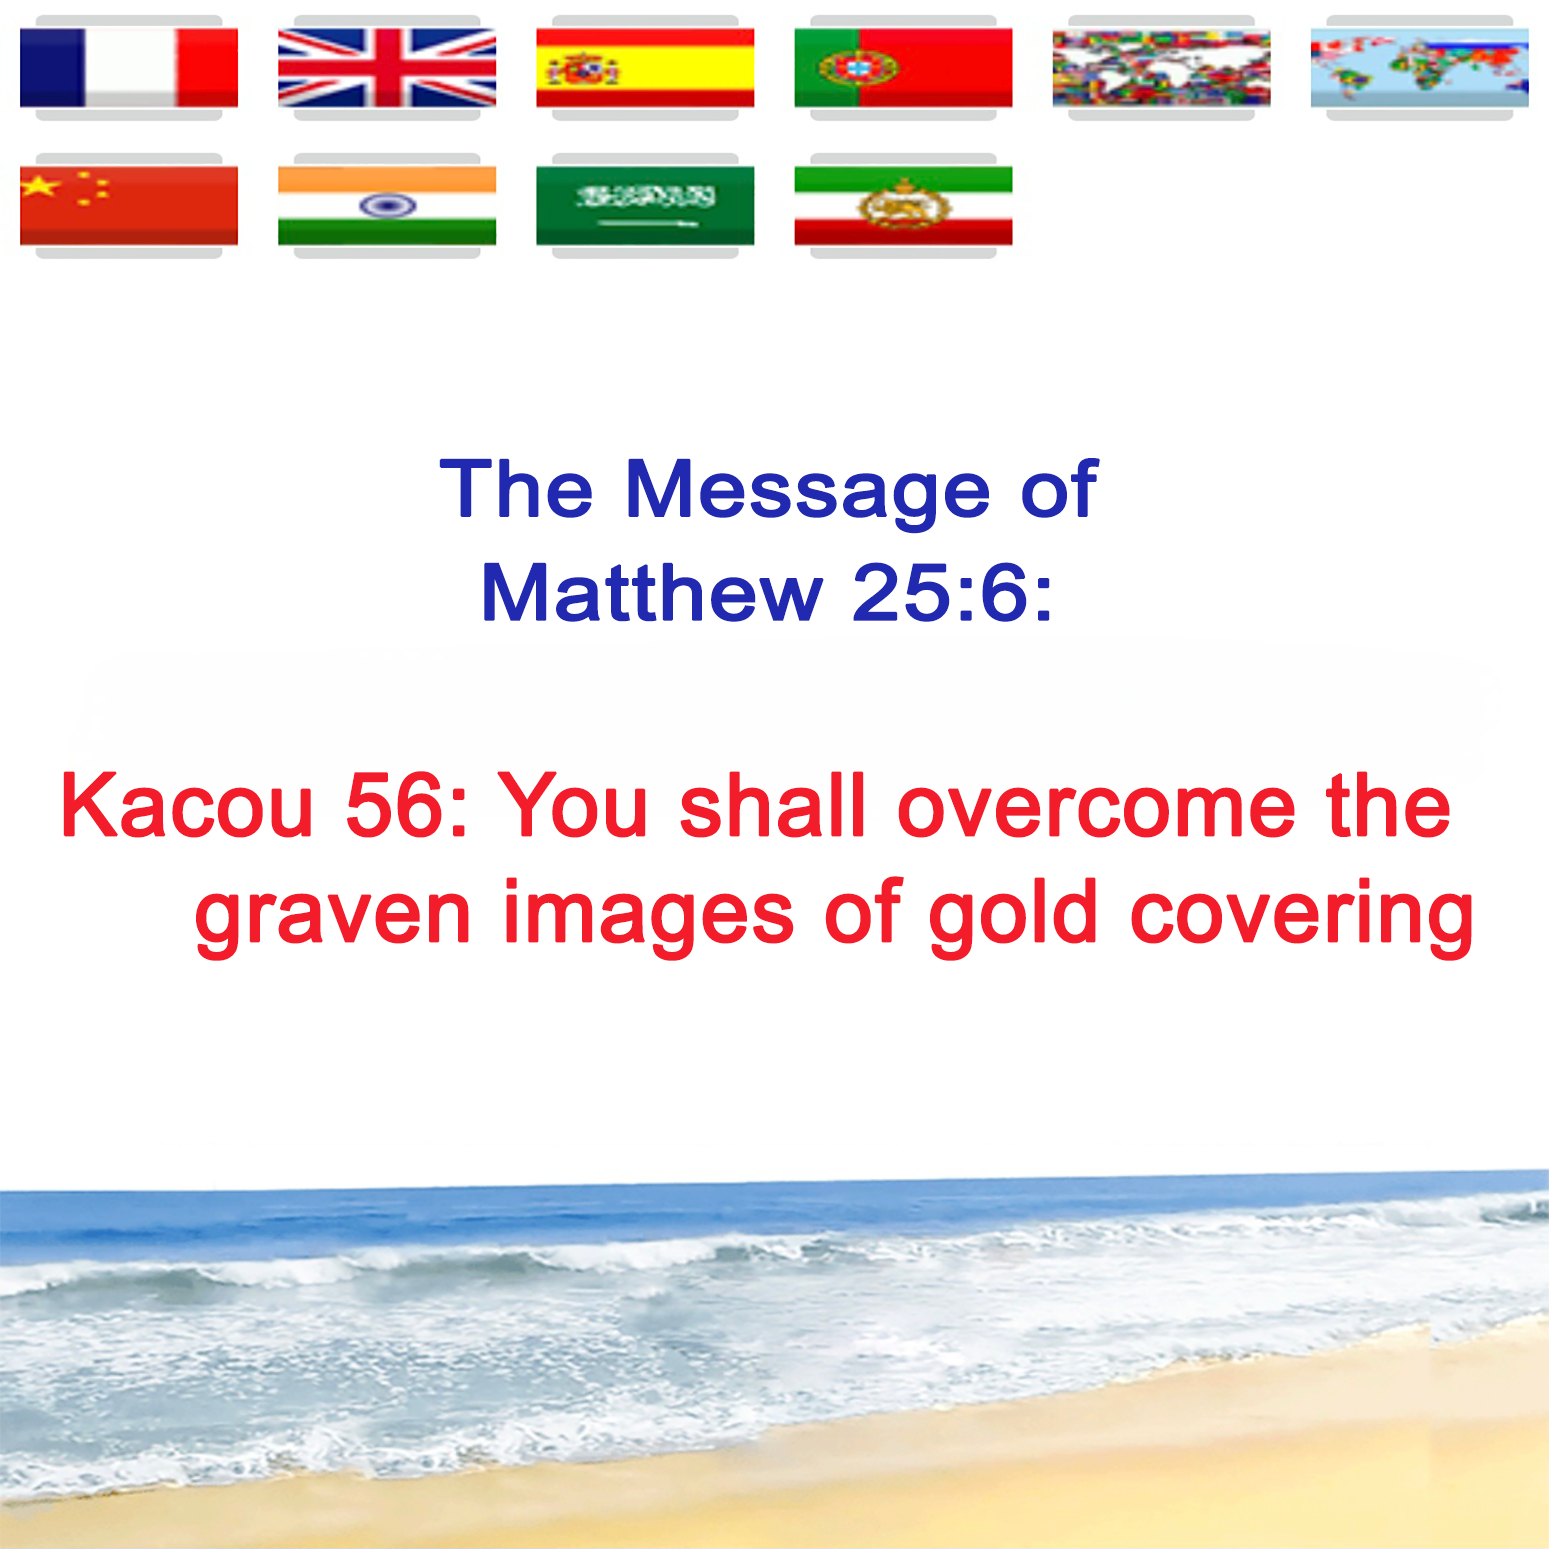 The Message of
Matthew 25:6:
Kacou 56: You shall overcome the
graven images of gold covering